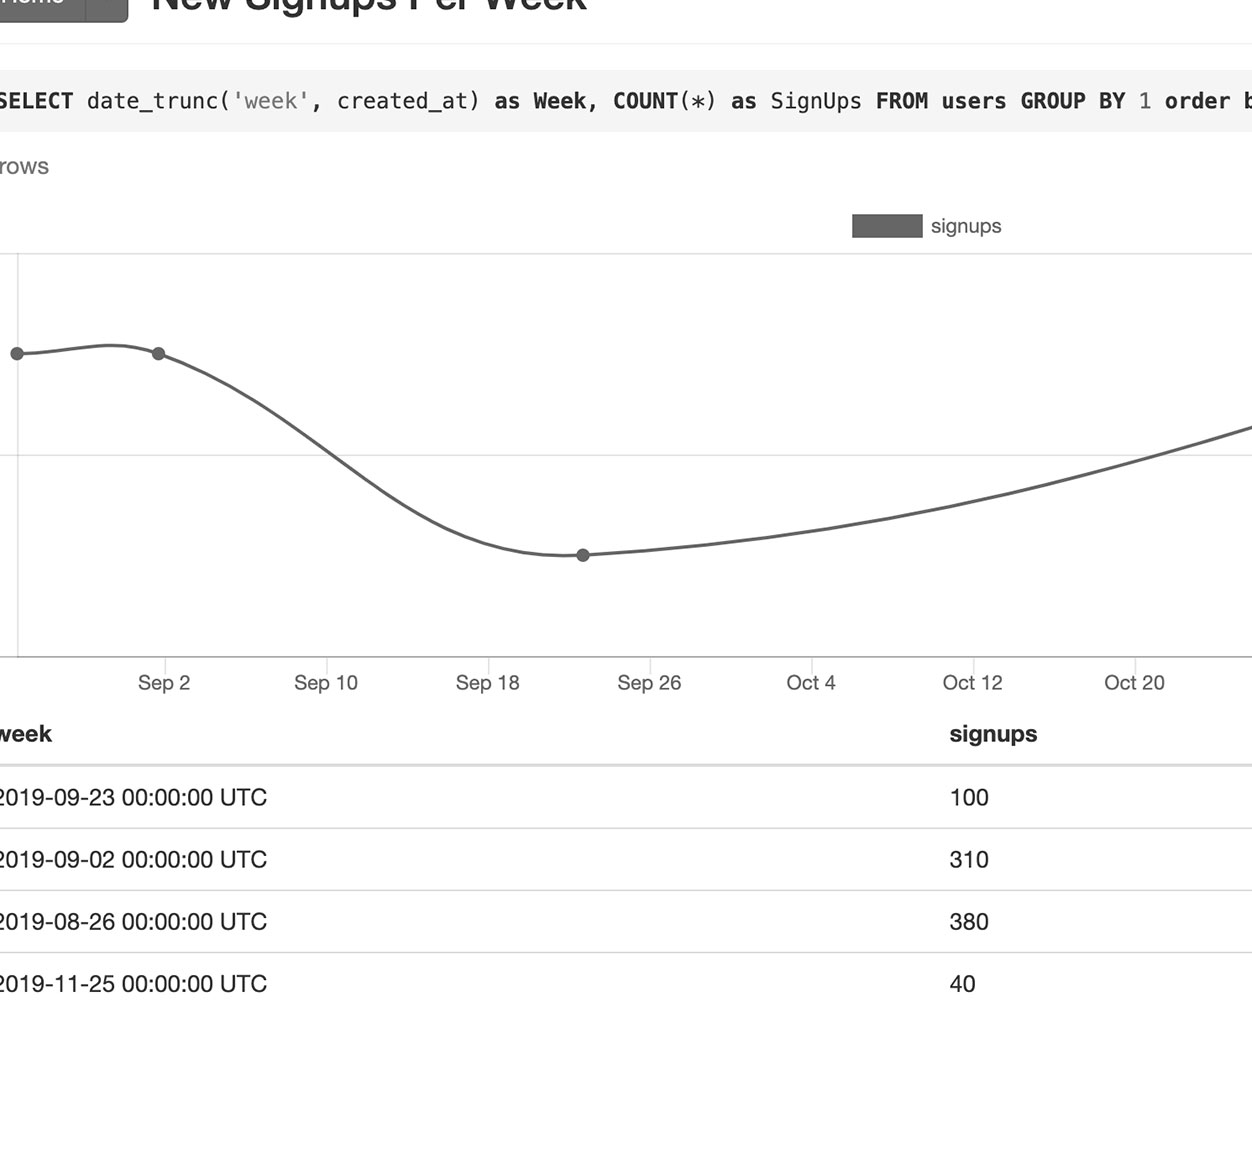 Home New Signups Per Week
SELECT date_trunc('week', created_at) as Week, COUNT(*) as SignUps FROM users GROUP BY 1 order b
rows
signups
Sep 2 Sep 10 Sep 18 Sep 26 Oct 4 Oct 12 Oct 20
week signups
2019-09-23 00:00:00 UTC 100
2019-09-02 00:00:00 UTC 310
2019-08-26 00:00:00 UTC 380
2019-11-25 00:00:00 UTC 40